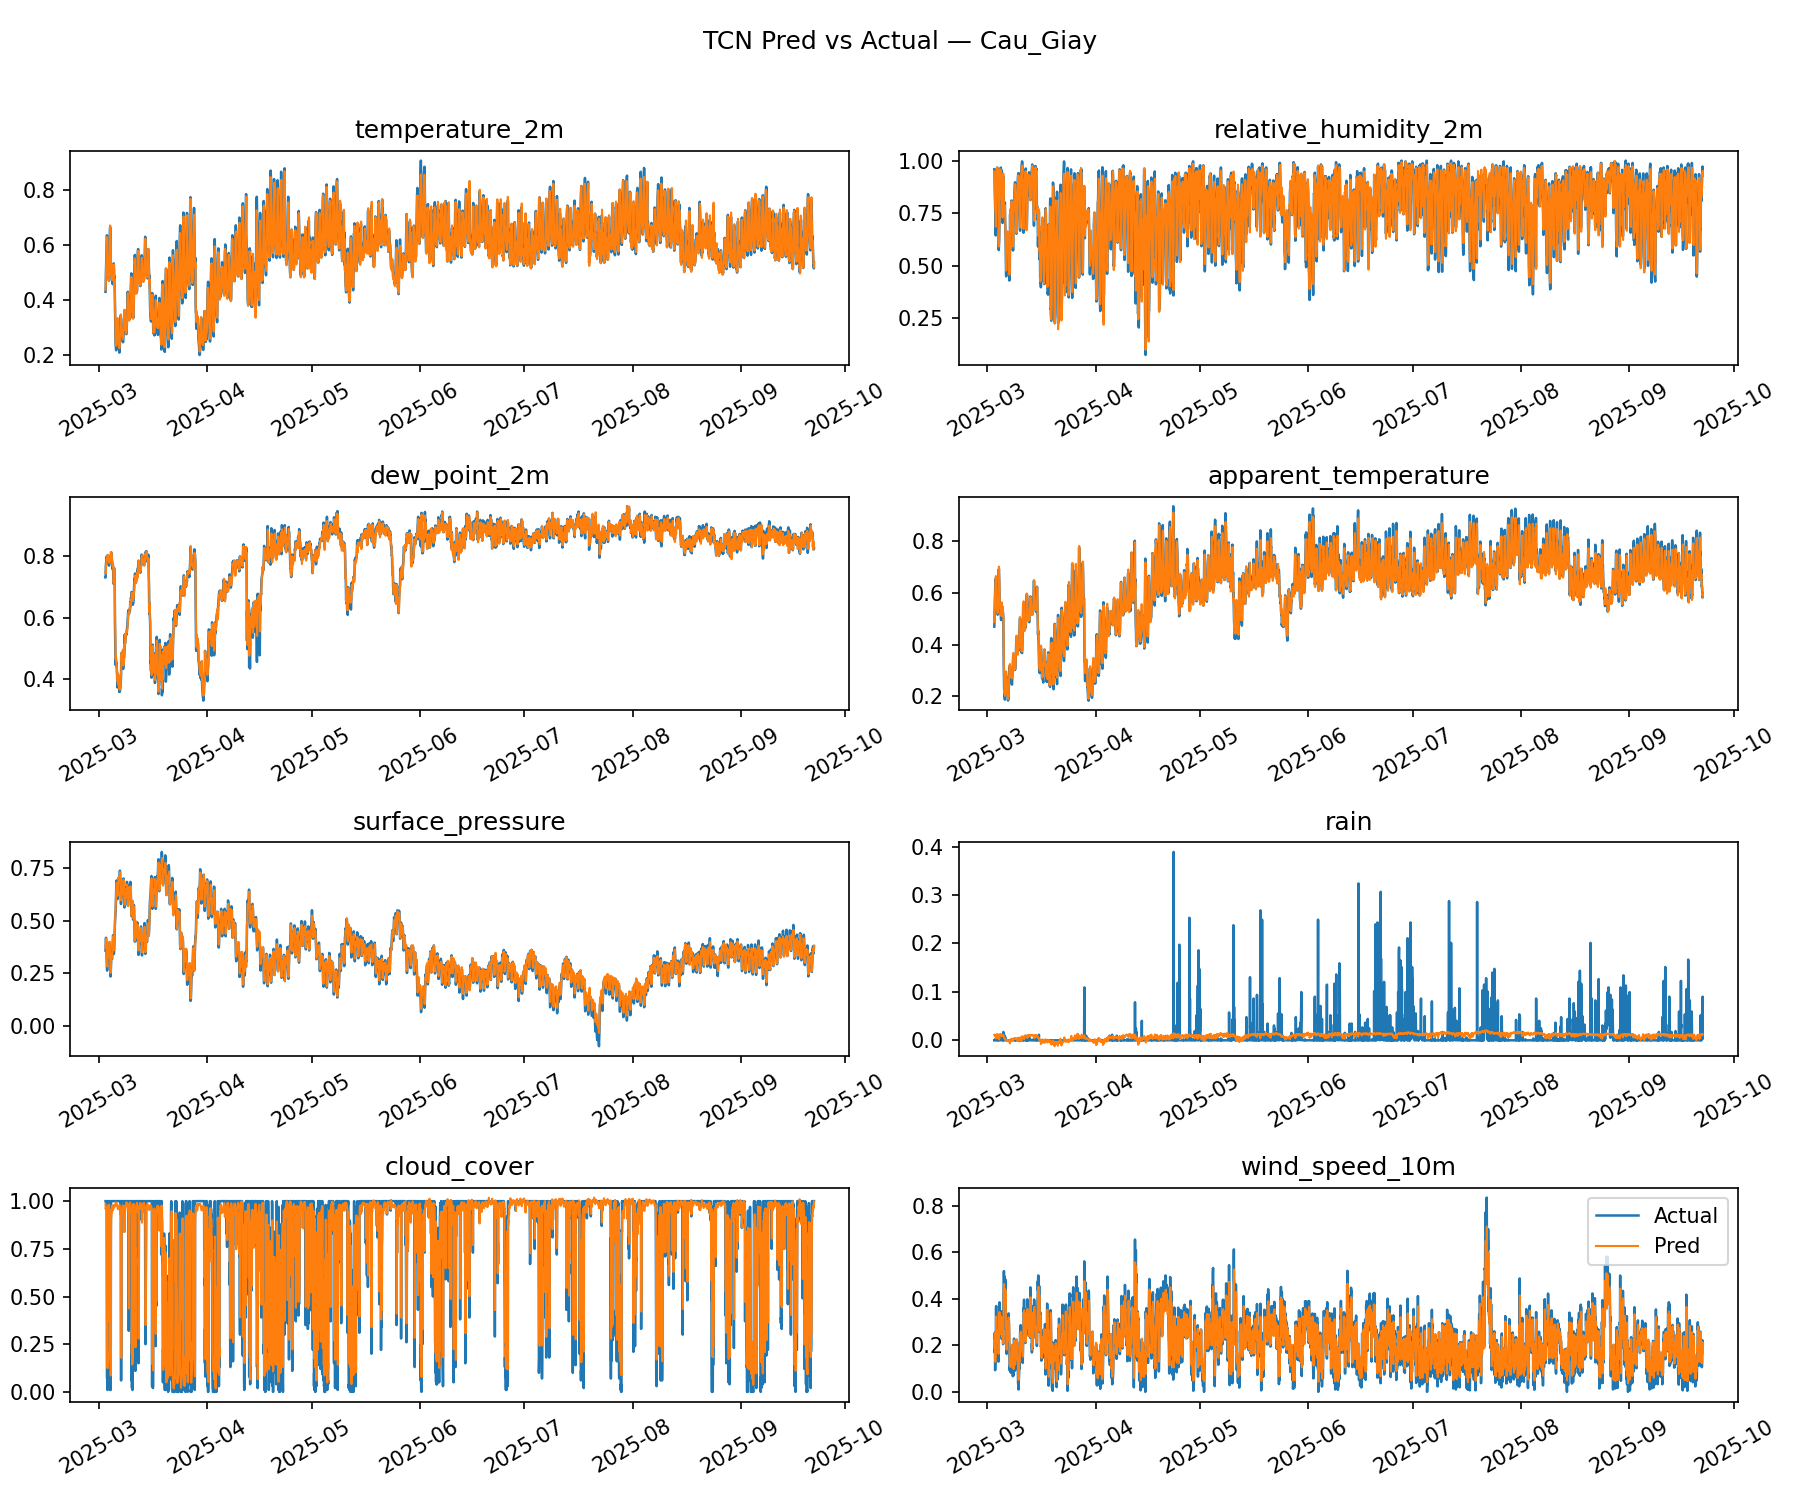 TCN Pred vs Actual — Cau_Giay
temperature_2m
0.8
0.6
0.4
0.2
2025-03 2025-04 2025-05 2025-06 2025-07 2025-08 2025-09 2025-10
relative_humidity_2m
1.00
0.75
0.50
0.25
2025-03 2025-04 2025-05 2025-06 2025-07 2025-08 2025-09 2025-10
dew_point_2m
0.8
0.6
0.4
2025-03 2025-04 2025-05 2025-06 2025-07 2025-08 2025-09 2025-10
apparent_temperature
0.8
0.6
0.4
0.2
2025-03 2025-04 2025-05 2025-06 2025-07 2025-08 2025-09 2025-10
surface_pressure
0.75
0.50
0.25
0.00
2025-03 2025-04 2025-05 2025-06 2025-07 2025-08 2025-09 2025-10
rain
0.4
0.3
0.2
0.1
0.0
2025-03 2025-04 2025-05 2025-06 2025-07 2025-08 2025-09 2025-10
cloud_cover
1.00
0.75
0.50
0.25
0.00
2025-03 2025-04 2025-05 2025-06 2025-07 2025-08 2025-09 2025-10
wind_speed_10m
0.8
0.6
0.4
0.2
0.0
Actual
Pred
2025-03 2025-04 2025-05 2025-06 2025-07 2025-08 2025-09 2025-10